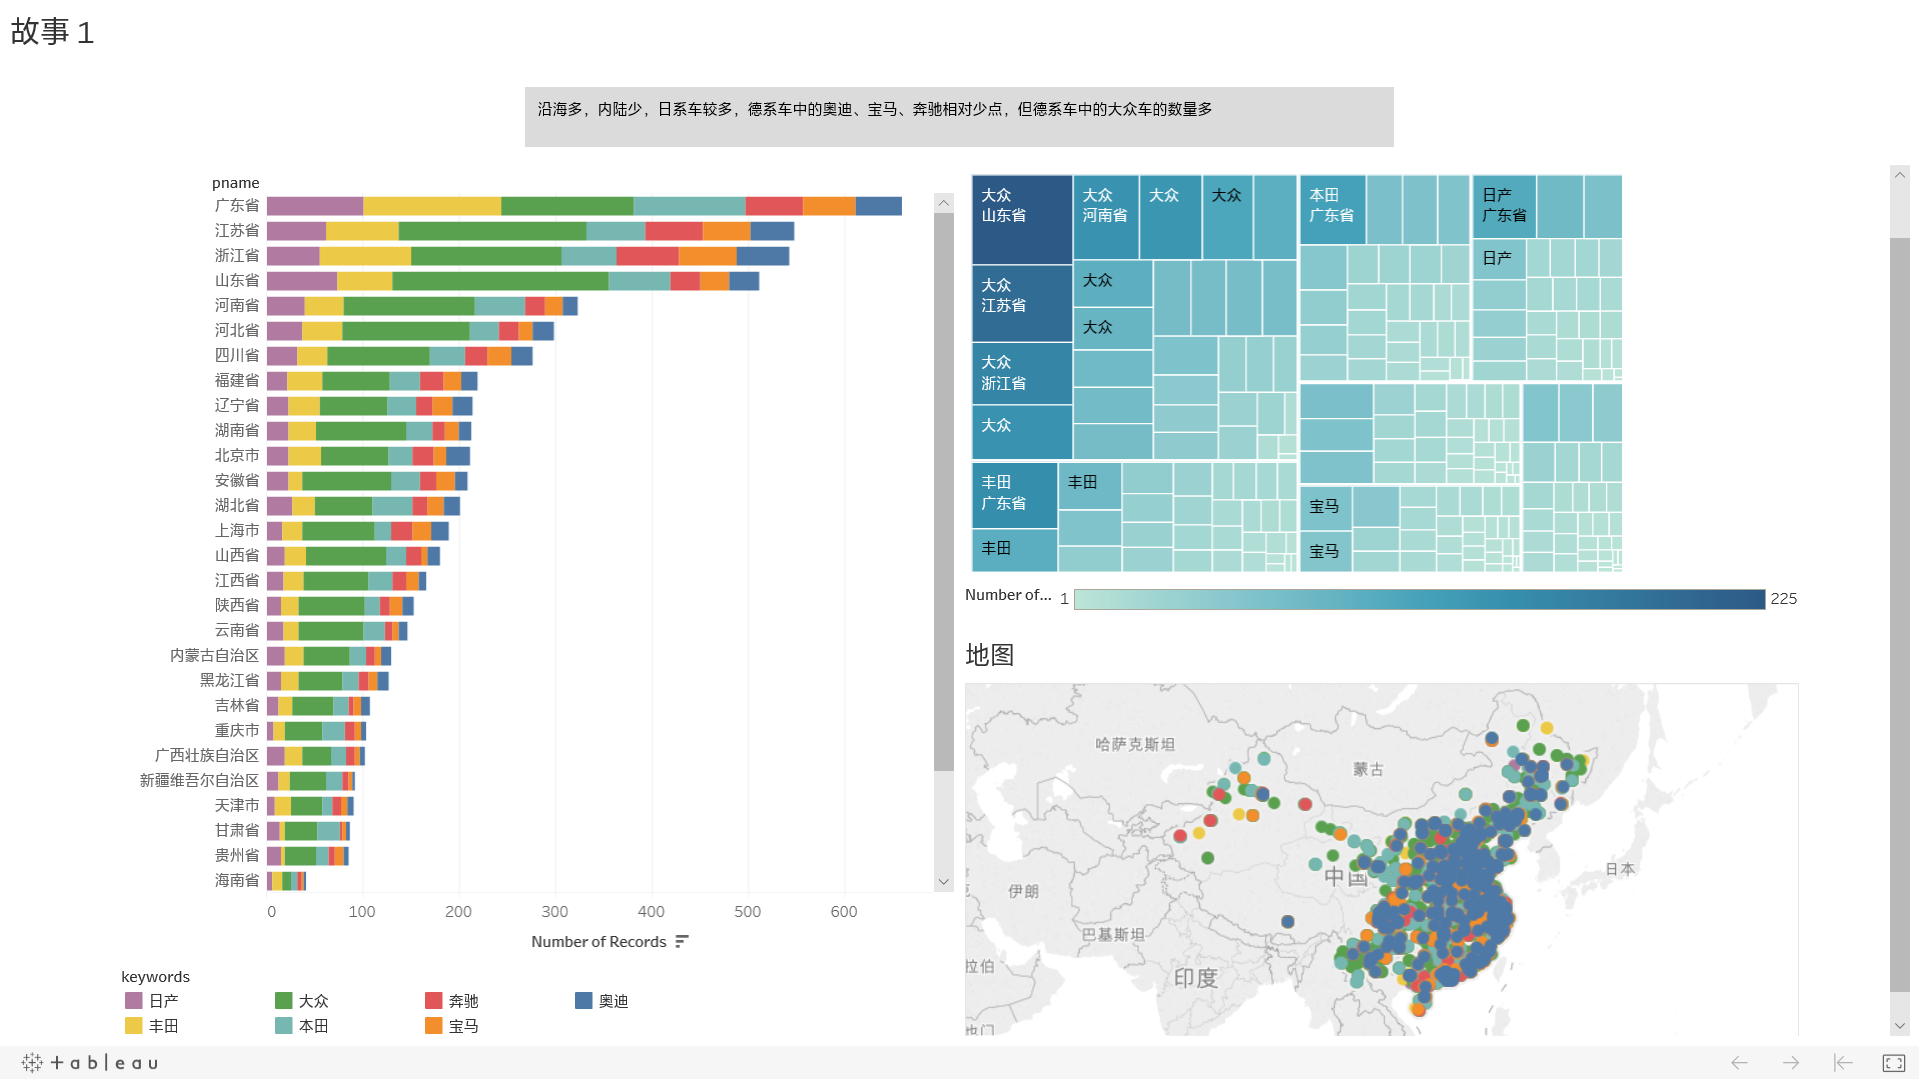 故事 1
沿海多，内陆少，日系车较多，德系车中的奥迪、宝马、奔驰相对少点，但德系车中的大众车的数量多
pname
广东省
江苏省
浙江省
山东省
河南省
河北省
四川省
福建省
辽宁省
湖南省
北京市
安徽省
湖北省
上海市
山西省
江西省
陕西省
云南省
内蒙古自治区
黑龙江省
吉林省
重庆市
广西壮族自治区
新疆维吾尔自治区
天津市
甘肃省
贵州省
海南省
0 100 200 300 400 500 600
Number of Records
keywords
日产 大众 奔驰 奥迪
丰田 本田 宝马
大众
山东省
大众
江苏省
大众
浙江省
大众
大众
河南省
大众
大众
大众
大众
丰田
广东省
丰田
丰田
本田
广东省
日产
广东省
日产
宝马
宝马
Number of... 1 225
地图
哈萨克斯坦
蒙古
中国
日本
伊朗
巴基斯坦
拉伯
印度
也门
+ableau